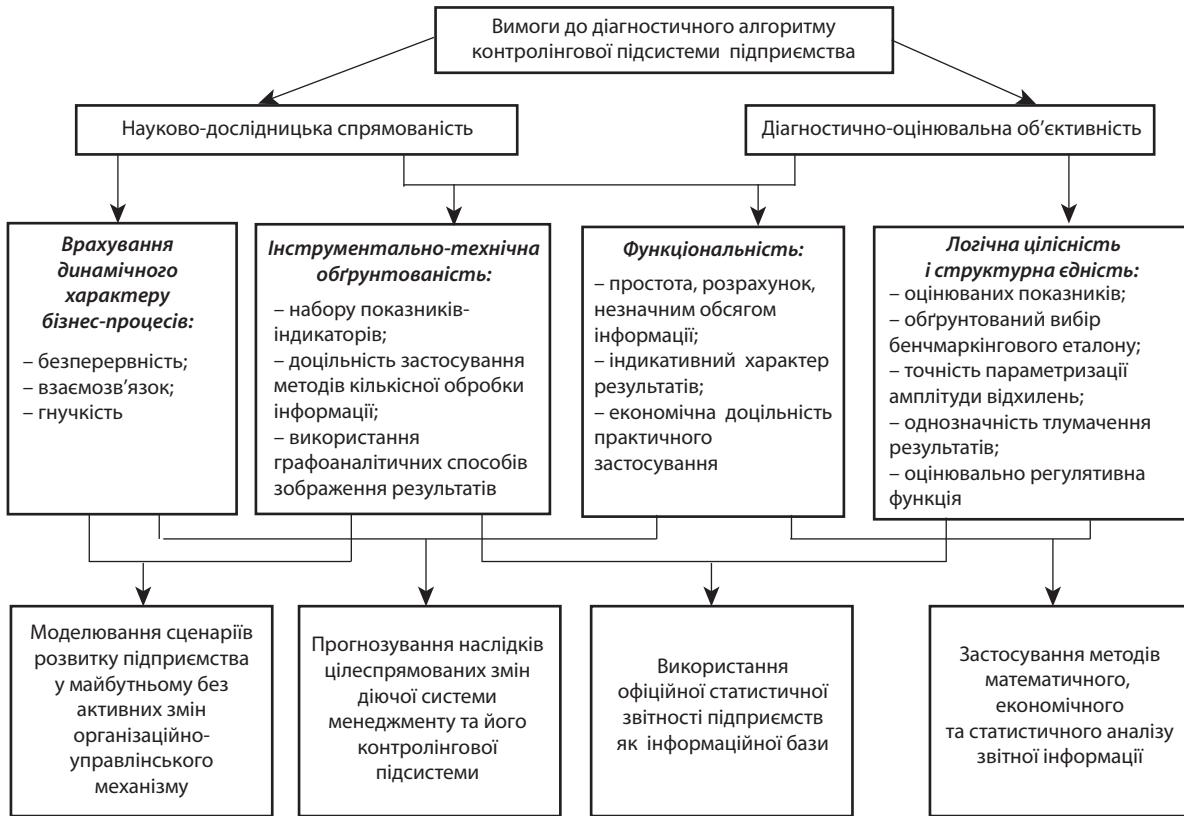 Вимоги до діагностичного алгоритму
контролінгової підсистеми підприємства
Науково-дослідницька спрямованість
Діагностично-оцінювальна об’єктивність
Врахування
динамічного
характеру
бізнес-процесів:
– безперервність;
– взаємозв’язок;
– гнучкість
Інструментально-технічна
обґрунтованість:
– набору показників-
індикаторів;
– доцільність застосування
методів кількісної обробки
інформації;
– використання
графоаналітичних способів
зображення результатів
Функціональність:
– простота, розрахунок,
незначним обсягом
інформації;
– індикативний характер
результатів;
– економічна доцільність
практичного
застосування
Логічна цілісність
і структурна єдність:
– оцінюваних показників;
– обґрунтований вибір
бенчмаркінгового еталону;
– точність параметризації
амплітуди відхилень;
– однозначність тлумачення
результатів;
– оцінювально регулятивна
функція
Моделювання сценаріїв
розвитку підприємства
у майбутньому без
активних змін
організаційно-
управлінського
механізму
Прогнозування наслідків
цілеспрямованих змін
діючої системи
менеджменту та його
контролінгової
підсистеми
Використання
офіційної статистичної
звітності підприємств
як інформаційної бази
Застосування методів
математичного,
економічного
та статистичного аналізу
звітної інформації